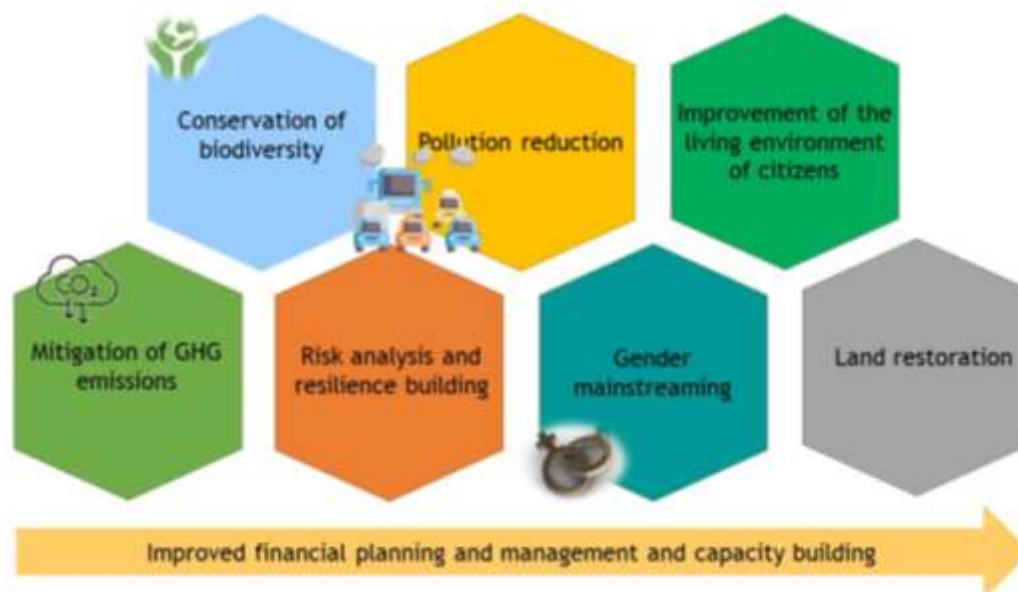 Conservation of
biodiversity
Pollution reduction
Improvement of the
living environment
of citizens
CO2
Mitigation of GHG
emissions
Risk analysis and
resilience building
Gender
mainstreaming
Land restoration
Improved financial planning and management and capacity building